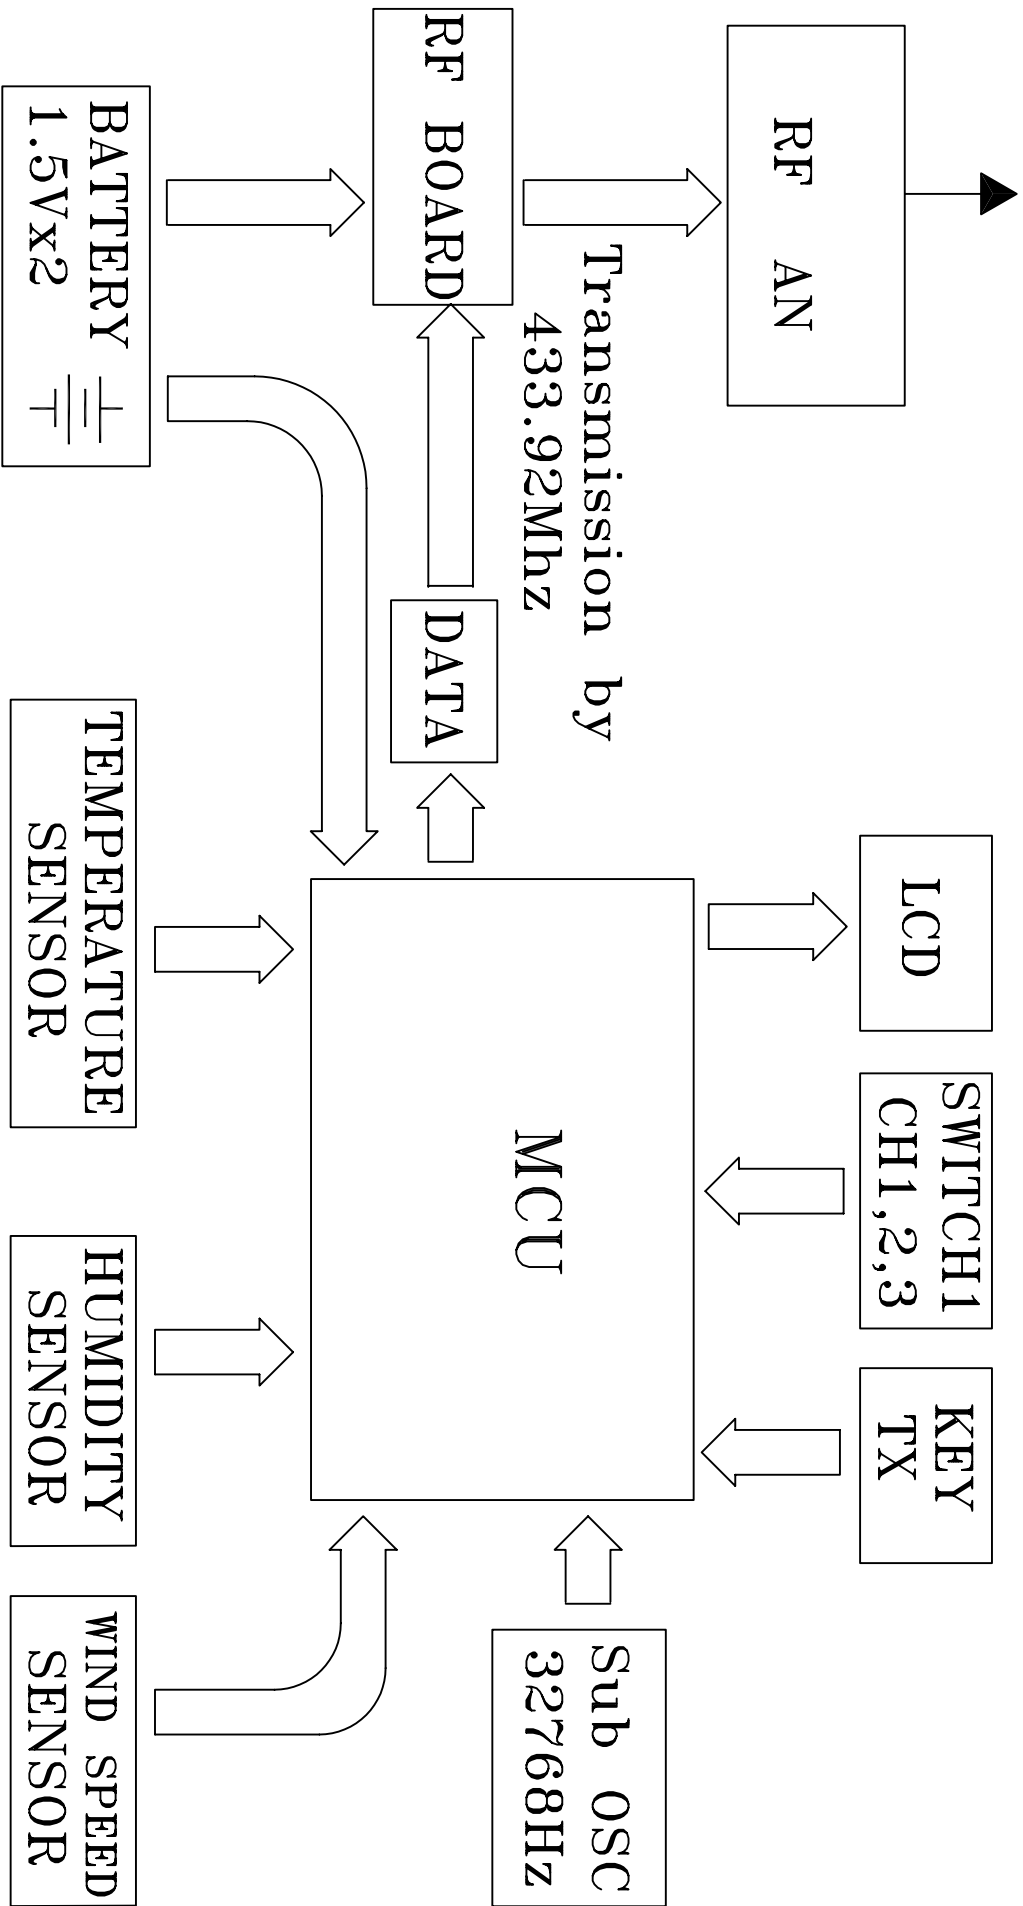 RF AN
LCD
SWITCH1
CH1,2,3
KEY
TX
Transmission by
433.92Mhz
RF BOARD
DATA
MCU
Sub OSC
32768Hz
BATTERY
1.5Vx2
TEMPERATURE
SENSOR
HUMIDITY
SENSOR
WIND SPEED
SENSOR